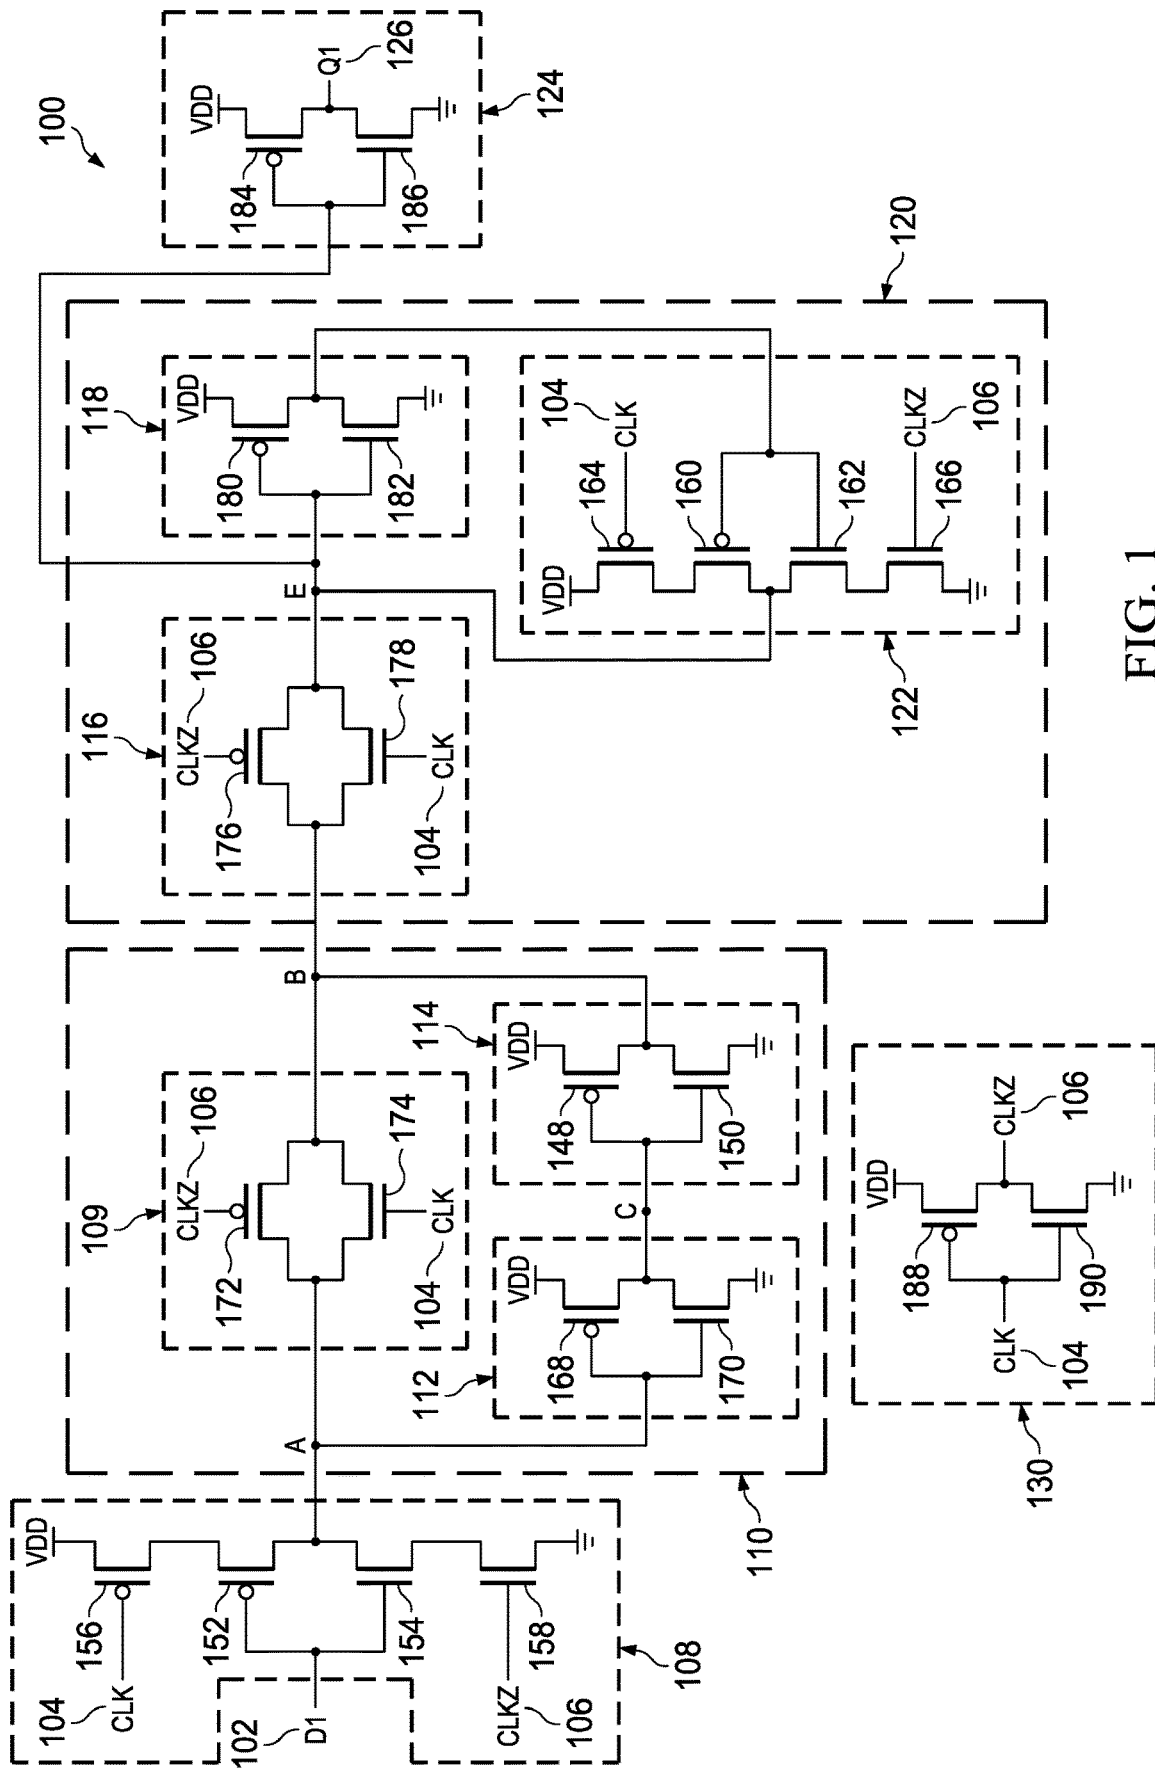 100
VDD
184
186
Q1
126
124
120
118
VDD
180
182
104
CLK
164
160
162
166
CLKZ
106
VDD
122
E
116
CLKZ
106
176
178
104
CLK
B
109
CLKZ
106
172
174
104
CLK
114
VDD
148
150
C
112
VDD
168
170
A
110
VDD
156
152
154
158
104
CLK
102
D1
CLKZ
106
108
VDD
188
190
CLKZ
106
CLK
104
130
FIG. 1